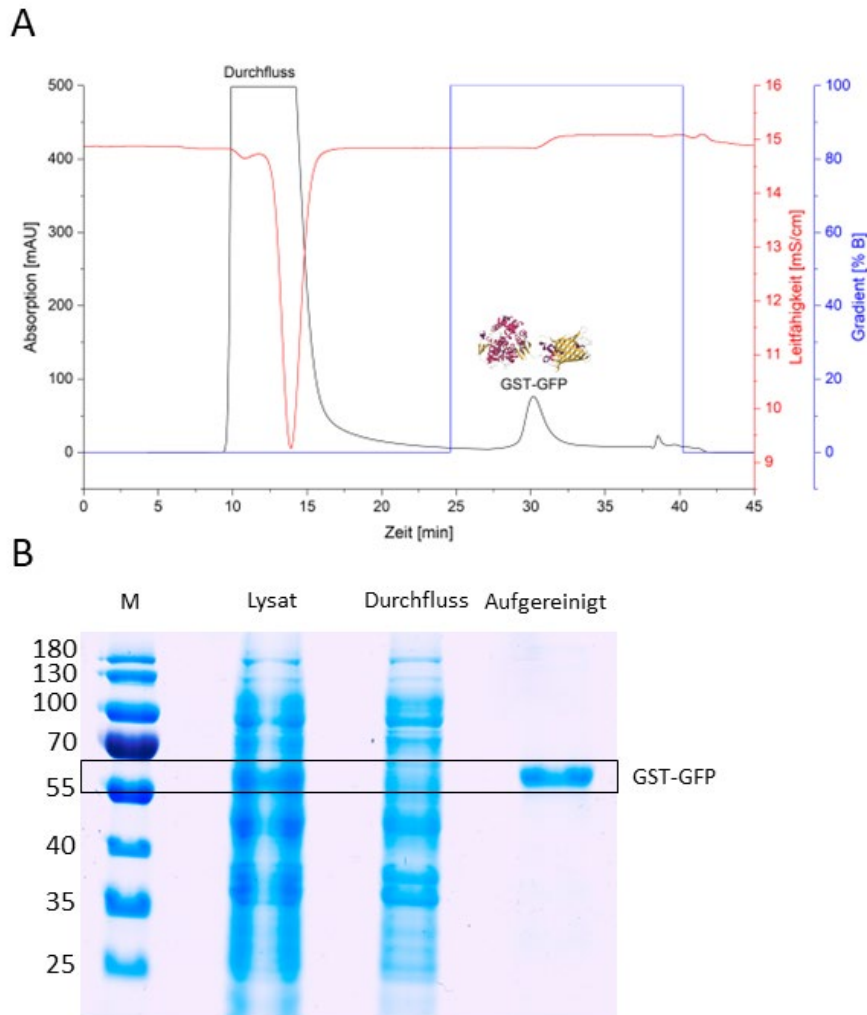 A
Durchfluss
500
400
300
200
100
0
Absorption [mAU]
16
15
14
13
12
11
10
9
Leitfähigkeit [mS/cm]
100
80
60
40
20
0
Gradient [% B]
GST-GFP
0 5 10 15 20 25 30 35 40 45
Zeit [min]
B
M Lysat Durchfluss Aufgereinigt
180
130
100
70
55
40
35
25
GST-GFP